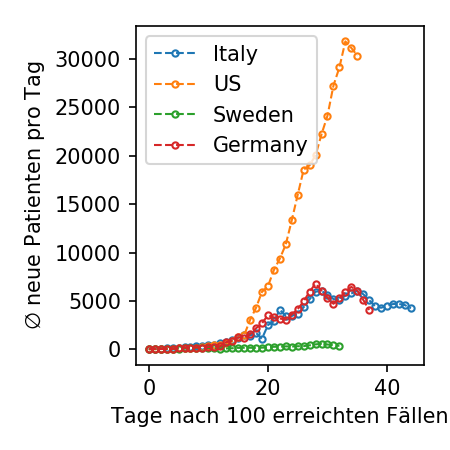 ∅ neue Patienten pro Tag
30000
25000
20000
15000
10000
5000
0
Italy
US
Sweden
Germany
0 20 40
Tage nach 100 erreichten Fällen